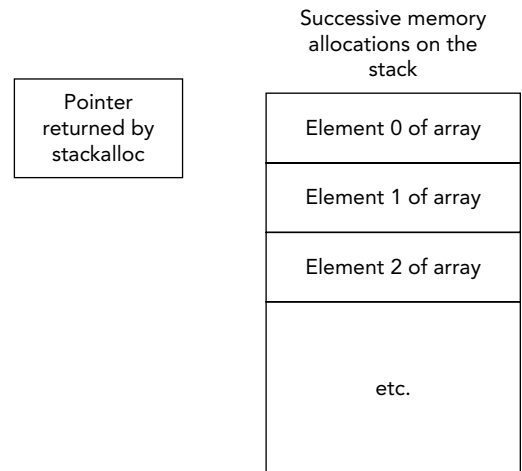 Successive memory
allocations on the
stack
Pointer
returned by
stackalloc
Element 0 of array
Element 1 of array
Element 2 of array
etc.